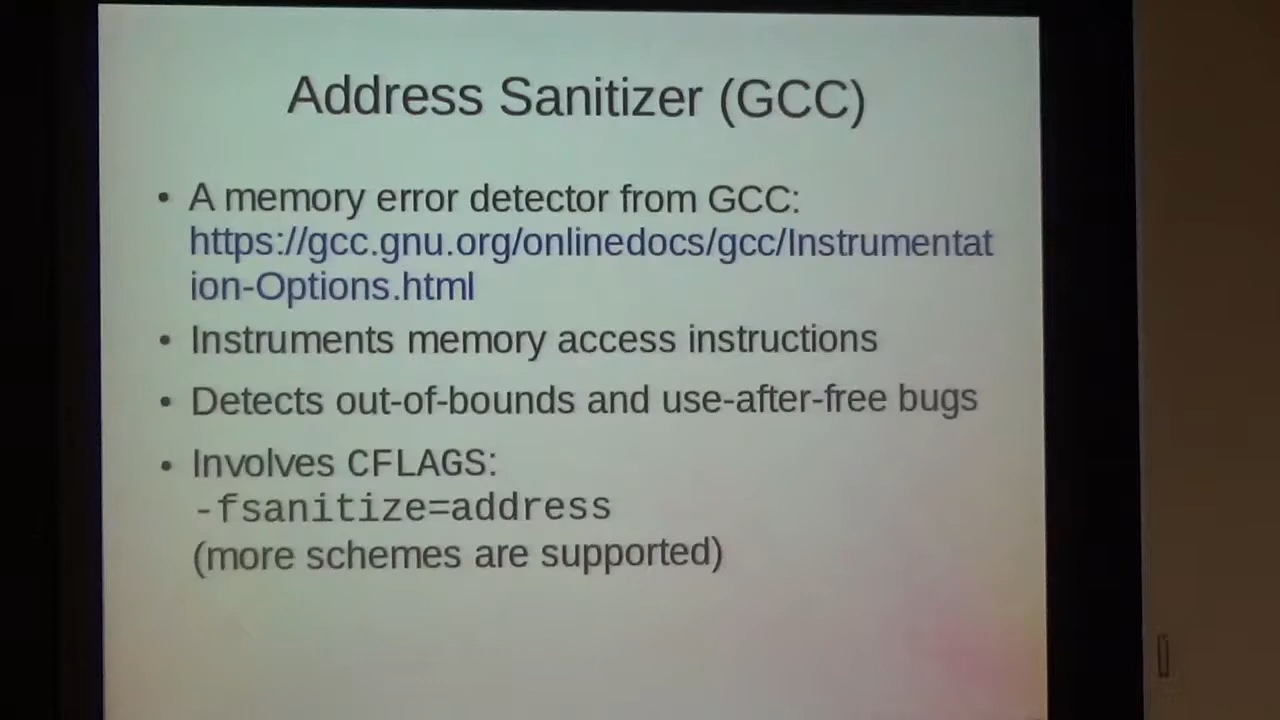 Address Sanitizer (GCC)
• A memory error detector from GCC:
https://gcc.gnu.org/onlinedocs/gcc/Instrumentat
ion-Options.html
• Instruments memory access instructions
• Detects out-of-bounds and use-after-free bugs
• Involves CFLAGS:
-fsanitize=address
(more schemes are supported)